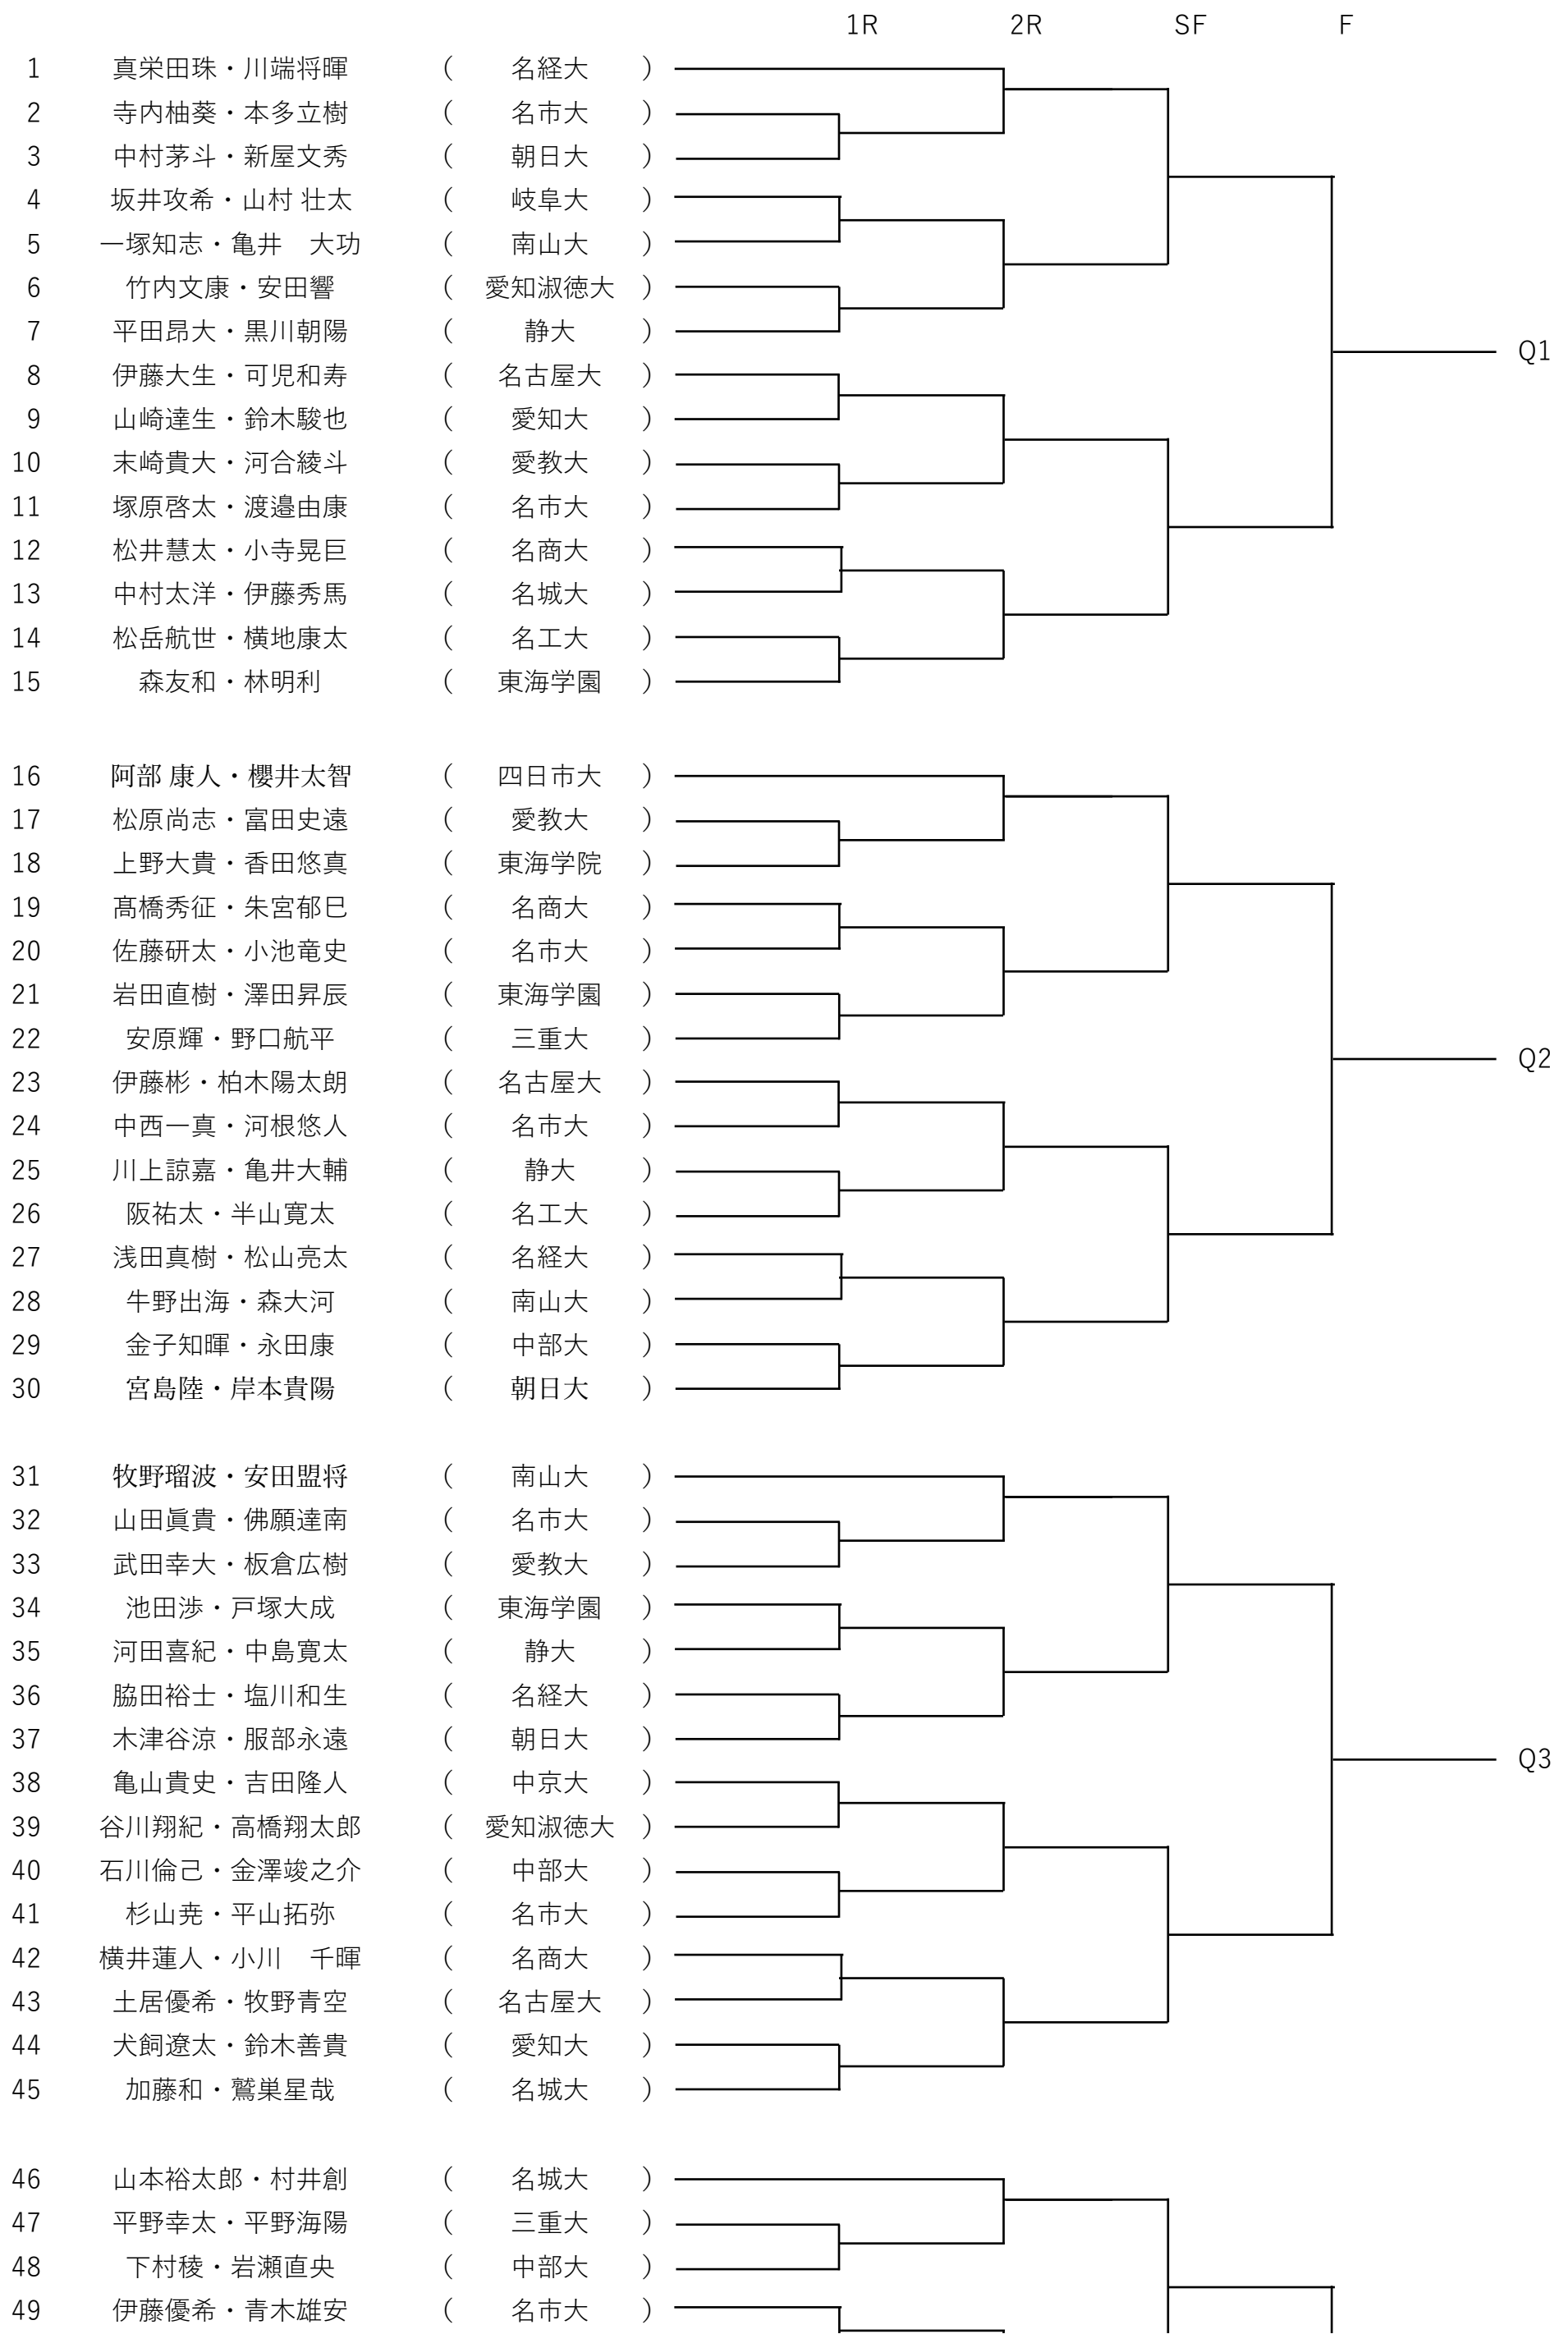 1R 2R SF F
1 真栄田珠・川端将暉 ( 名経大 )
2 寺内柚葵・本多立樹 ( 名市大 )
3 中村茅斗・新屋文秀 ( 朝日大 )
4 坂井攻希・山村 壮太 ( 岐阜大 )
5 一塚知志・亀井　大功 ( 南山大 )
6 竹内文康・安田響 ( 愛知淑徳大 )
7 平田昂大・黒川朝陽 ( 静大 )
Q1
8 伊藤大生・可児和寿 ( 名古屋大 )
9 山崎達生・鈴木駿也 ( 愛知大 )
10 末崎貴大・河合綾斗 ( 愛教大 )
11 塚原啓太・渡邉由康 ( 名市大 )
12 松井慧太・小寺晃巨 ( 名商大 )
13 中村太洋・伊藤秀馬 ( 名城大 )
14 松岳航世・横地康太 ( 名工大 )
15 森友和・林明利 ( 東海学園 )
16 阿部 康人・櫻井太智 ( 四日市大 )
17 松原尚志・富田史遠 ( 愛教大 )
18 上野大貴・香田悠真 ( 東海学院 )
19 髙橋秀征・朱宮郁巳 ( 名商大 )
20 佐藤研太・小池竜史 ( 名市大 )
21 岩田直樹・澤田昇辰 ( 東海学園 )
22 安原輝・野口航平 ( 三重大 )
Q2
23 伊藤彬・柏木陽太朗 ( 名古屋大 )
24 中西一真・河根悠人 ( 名市大 )
25 川上諒嘉・亀井大輔 ( 静大 )
26 阪祐太・半山寛太 ( 名工大 )
27 浅田真樹・松山亮太 ( 名経大 )
28 牛野出海・森大河 ( 南山大 )
29 金子知暉・永田康 ( 中部大 )
30 宮島陸・岸本貴陽 ( 朝日大 )
31 牧野瑠波・安田盟将 ( 南山大 )
32 山田眞貴・佛願達南 ( 名市大 )
33 武田幸大・板倉広樹 ( 愛教大 )
34 池田渉・戸塚大成 ( 東海学園 )
35 河田喜紀・中島寛太 ( 静大 )
36 脇田裕士・塩川和生 ( 名経大 )
37 木津谷涼・服部永遠 ( 朝日大 )
Q3
38 亀山貴史・吉田隆人 ( 中京大 )
39 谷川翔紀・高橋翔太郎 ( 愛知淑徳大 )
40 石川倫己・金澤竣之介 ( 中部大 )
41 杉山尭・平山拓弥 ( 名市大 )
42 横井蓮人・小川　千暉 ( 名商大 )
43 土居優希・牧野青空 ( 名古屋大 )
44 犬飼遼太・鈴木善貴 ( 愛知大 )
45 加藤和・鷲巣星哉 ( 名城大 )
46 山本裕太郎・村井創 ( 名城大 )
47 平野幸太・平野海陽 ( 三重大 )
48 下村稜・岩瀬直央 ( 中部大 )
49 伊藤優希・青木雄安 ( 名市大 )